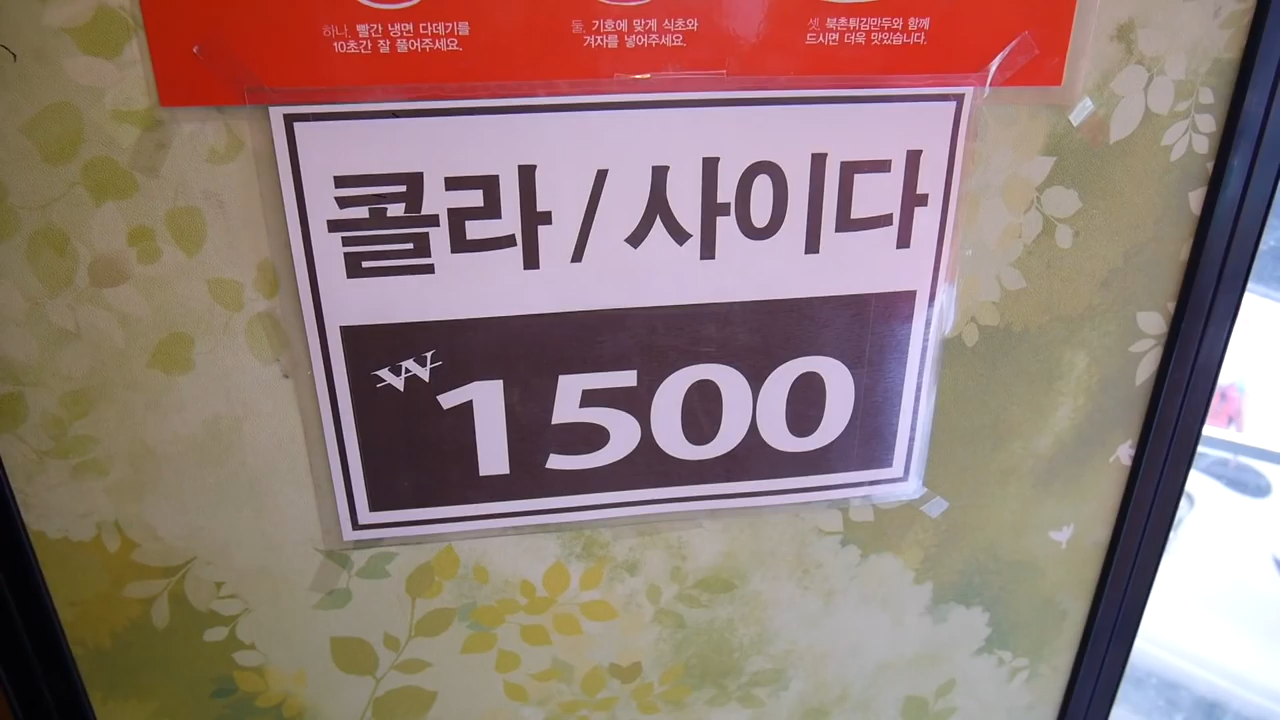 하나, 빨간 냉면 다데기를
10초간 잘 풀어주세요.
둘, 기호에 맞게 식초와
겨자를 넣어주세요.
셋, 북촌튀김만두와 함께
드시면 더욱 맛있습니다.
콜라 / 사이다
₩1500